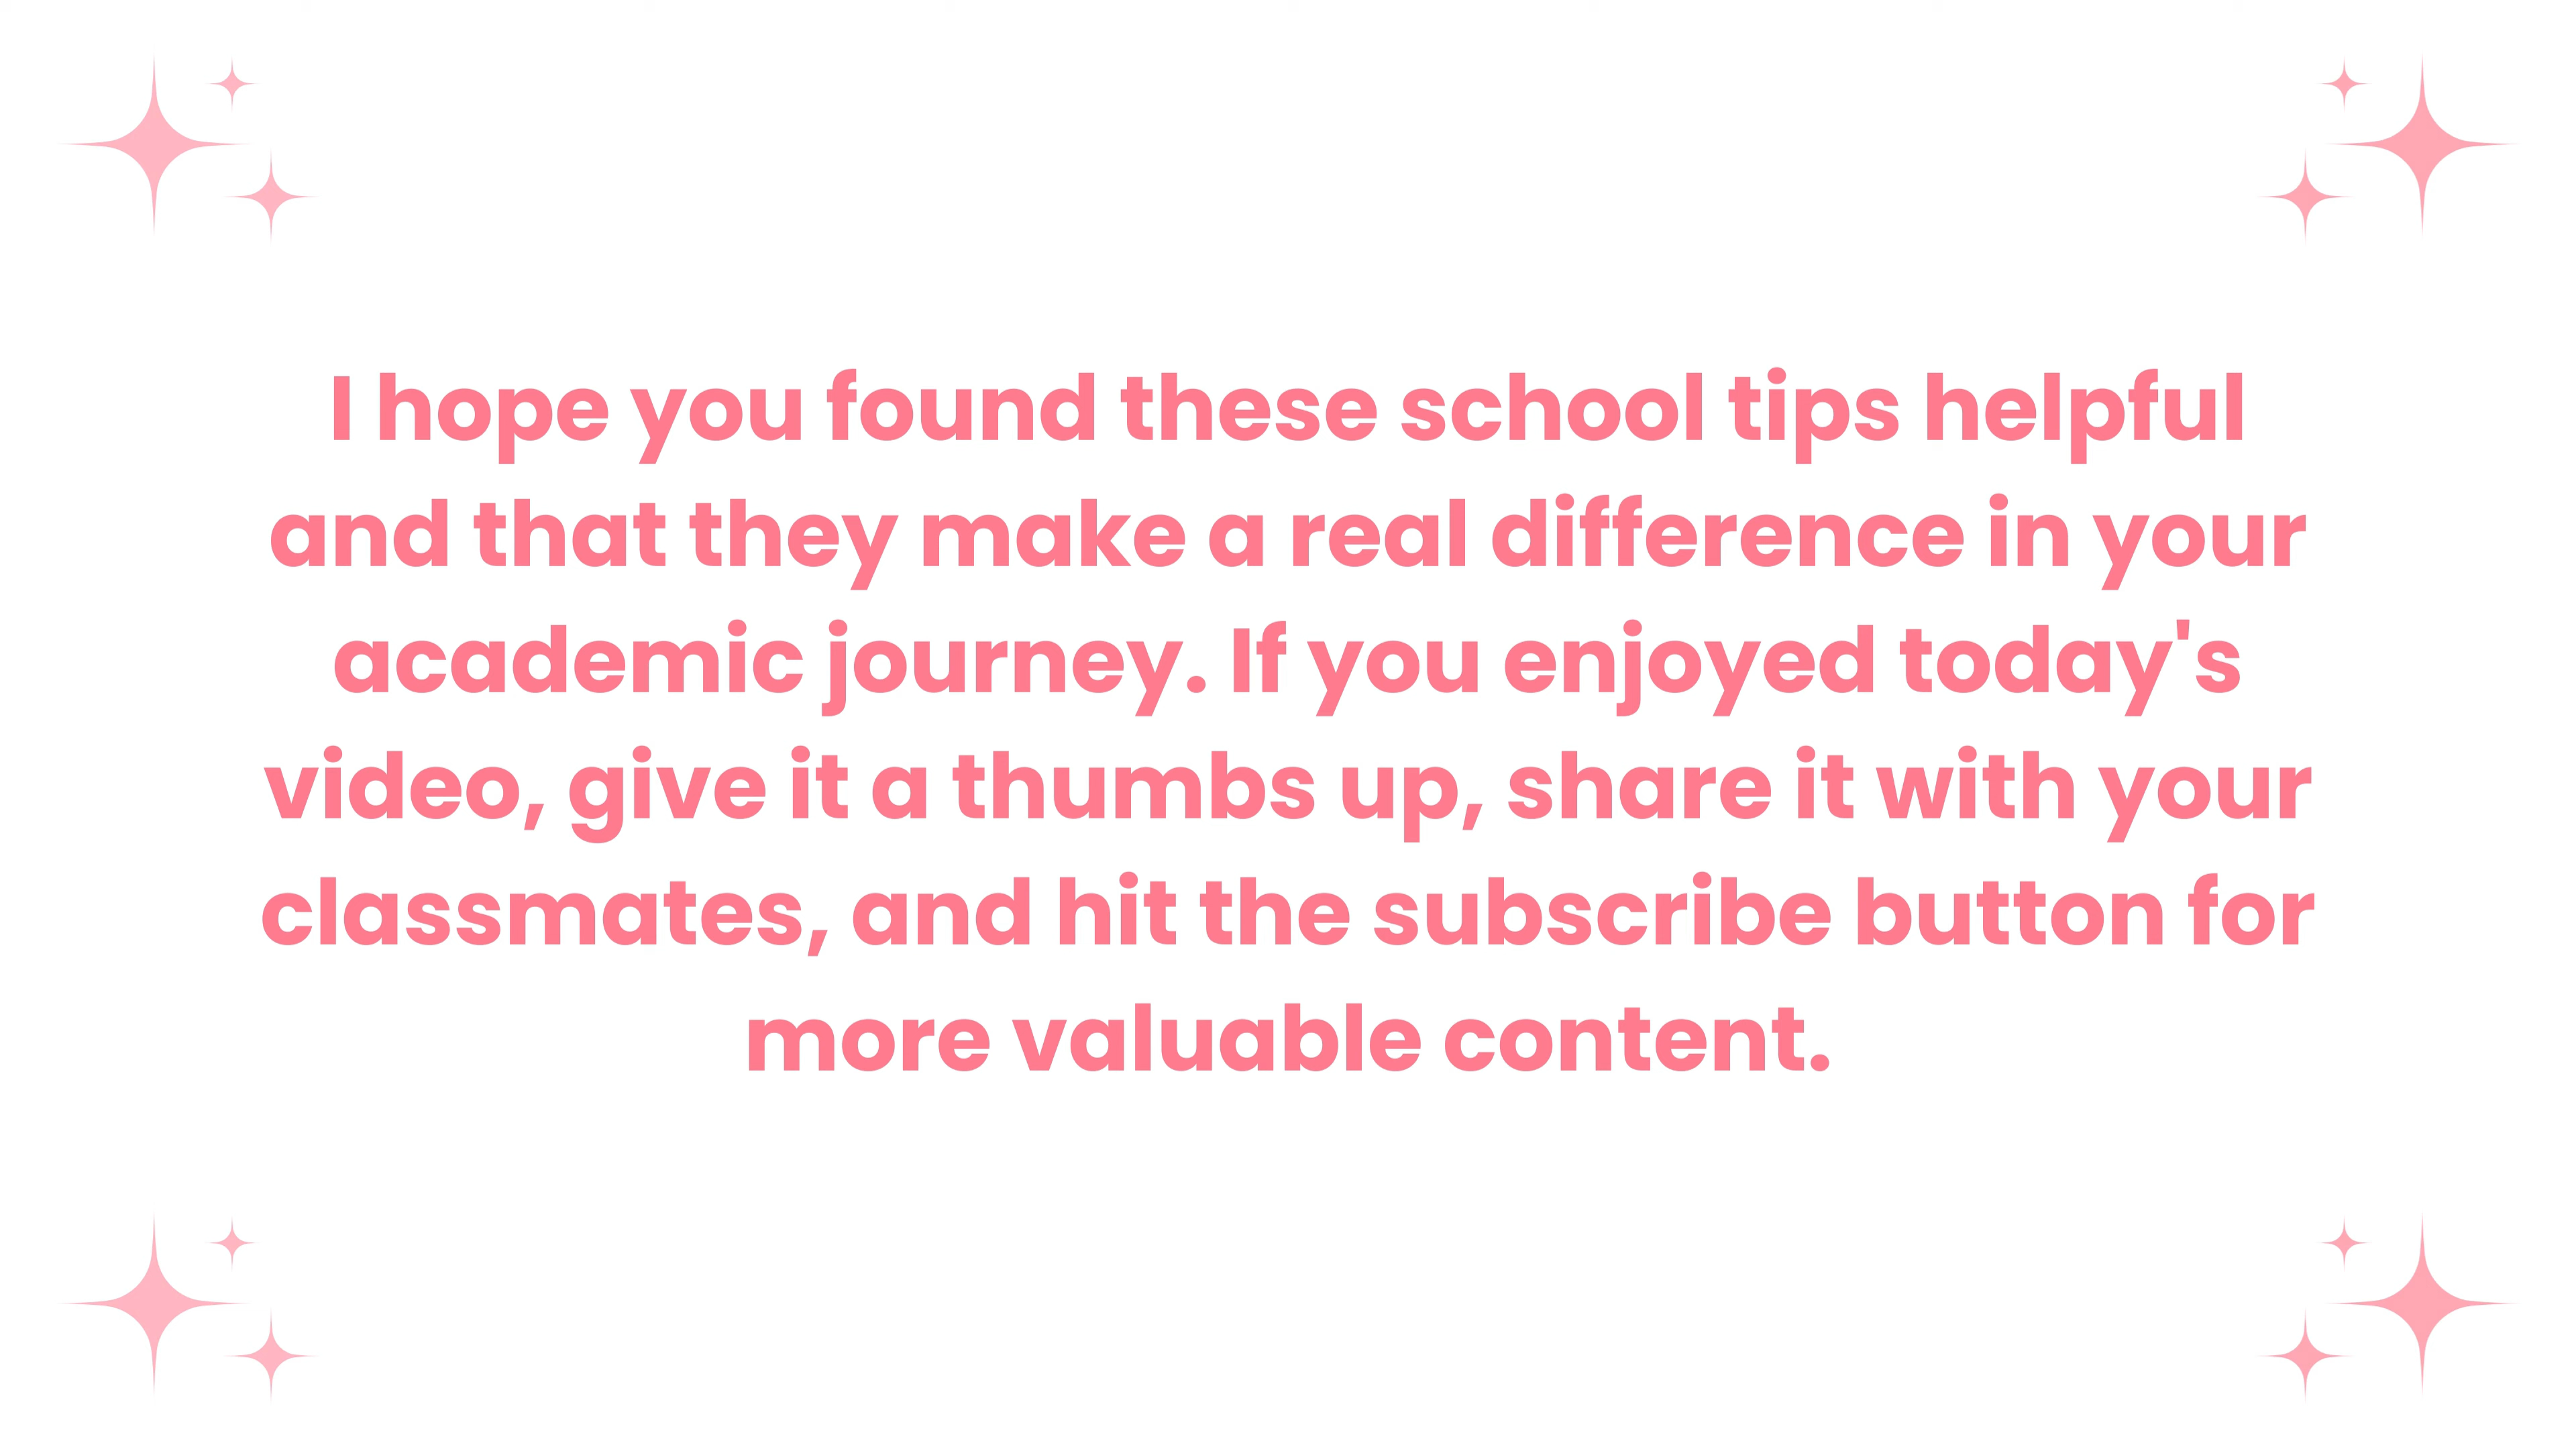 I hope you found these school tips helpful
and that they make a real difference in your
academic journey. If you enjoyed today's
video, give it a thumbs up, share it with your
classmates, and hit the subscribe button for
more valuable content.